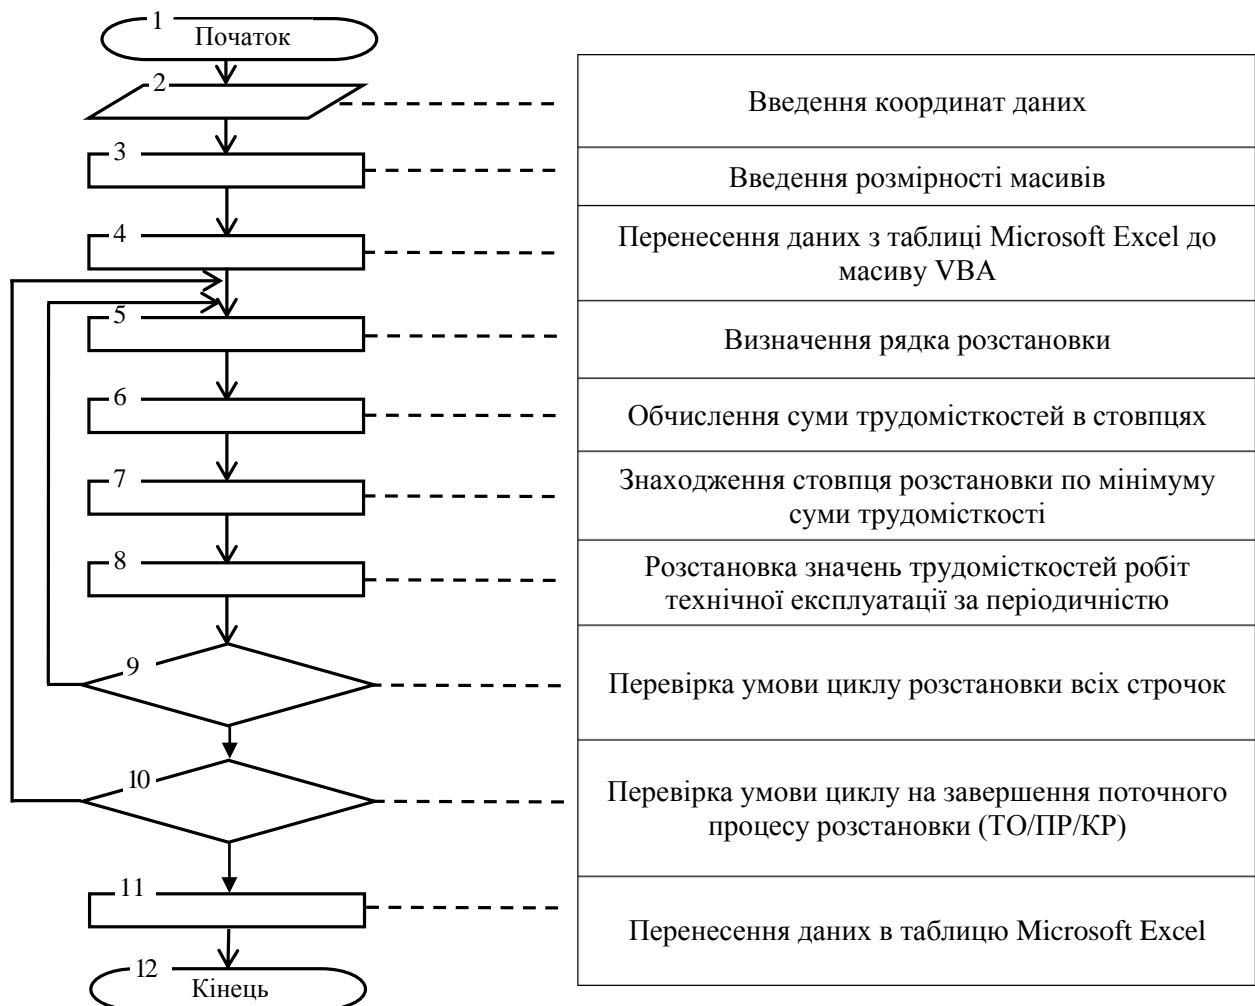 1
Початок
2
Введення координат даних
3
Введення розмірності масивів
4
Перенесення даних з таблиці Microsoft Excel до
масиву VBA
5
Визначення рядка розстановки
6
Обчислення суми трудомісткостей в стовпцях
7
Знаходження стовпця розстановки по мінімуму
суми трудомісткості
8
Розстановка значень трудомісткостей робіт
технічної експлуатації за періодичністю
9
Перевірка умови циклу розстановки всіх строчок
10
Перевірка умови циклу на завершення поточного
процесу розстановки (ТО/ПР/КР)
11
Перенесення даних в таблицю Microsoft Excel
12
Кінець